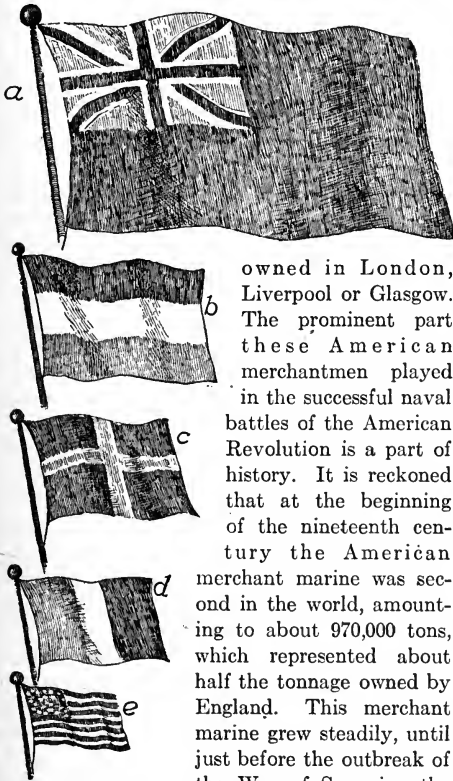 a
owned in London,
Liverpool or Glasgow.
b
The prominent part
these American
merchantmen played
in the successful naval
battles of the American
c
Revolution is a part of
history. It is reckoned
that at the beginning
of the nineteenth cen-
tury the American
merchant marine was sec-
d
ond in the world, amount-
ing to about 970,000 tons,
which represented about
half the tonnage owned by
e
England. This merchant
marine grew steadily, until
just before the outbreak of